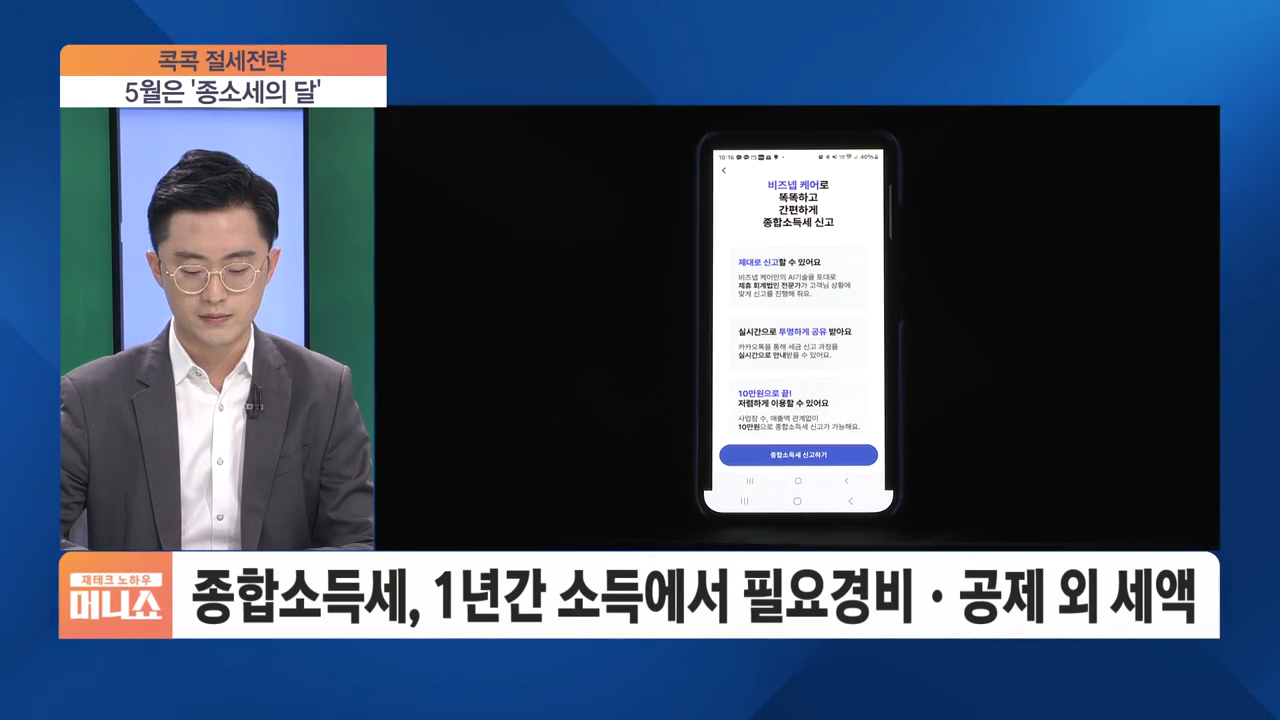 콕콕 절세전략
5월은 '종소세의 달'
10:16
40%
비즈넵 케어로
똑똑하고
간편하게
종합소득세 신고
제대로 신고할 수 있어요
비즈넵 케어만의 AI기술을 토대로
제휴 회계법인 전문가가 고객님 상황에
맞게 신고를 진행해 줘요.
실시간으로 투명하게 공유 받아요
카카오톡을 통해 세금 신고 과정을
실시간으로 안내받을 수 있어요.
10만원으로 끝!
저렴하게 이용할 수 있어요
사업장 수, 매출액 관계없이
10만원으로 종합소득세 신고가 가능해요.
종합소득세 신고하기
재테크 노하우
머니쇼
종합소득세, 1년간 소득에서 필요경비·공제 외 세액